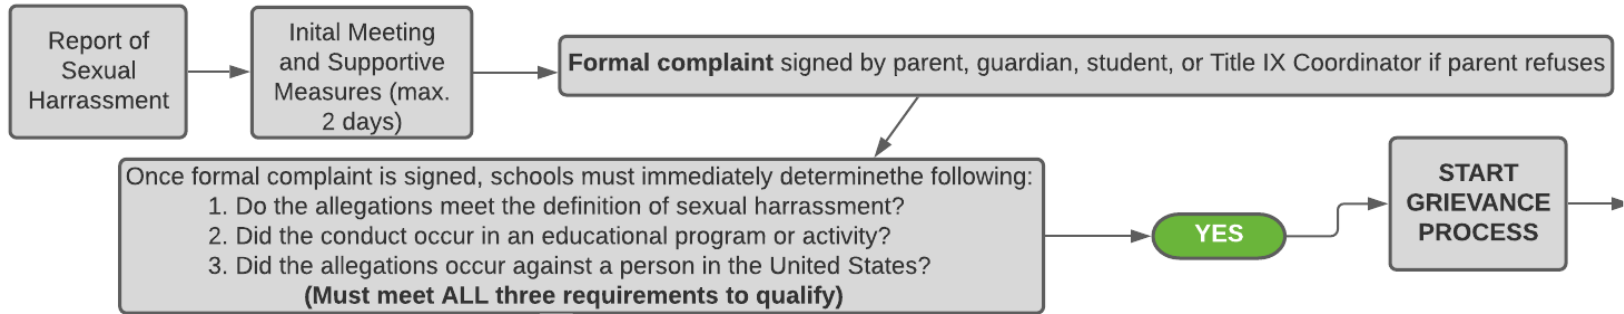 Report of
Sexual
Harrassment
Inital Meeting
and Supportive
Measures (max.
2 days)
Formal complaint signed by parent, guardian, student, or Title IX Coordinator if parent refuses
Once formal complaint is signed, schools must immediately determinethe following:
1. Do the allegations meet the definition of sexual harrassment?
2. Did the conduct occur in an educational program or activity?
3. Did the allegations occur against a person in the United States?
(Must meet ALL three requirements to qualify)
YES
START
GRIEVANCE
PROCESS